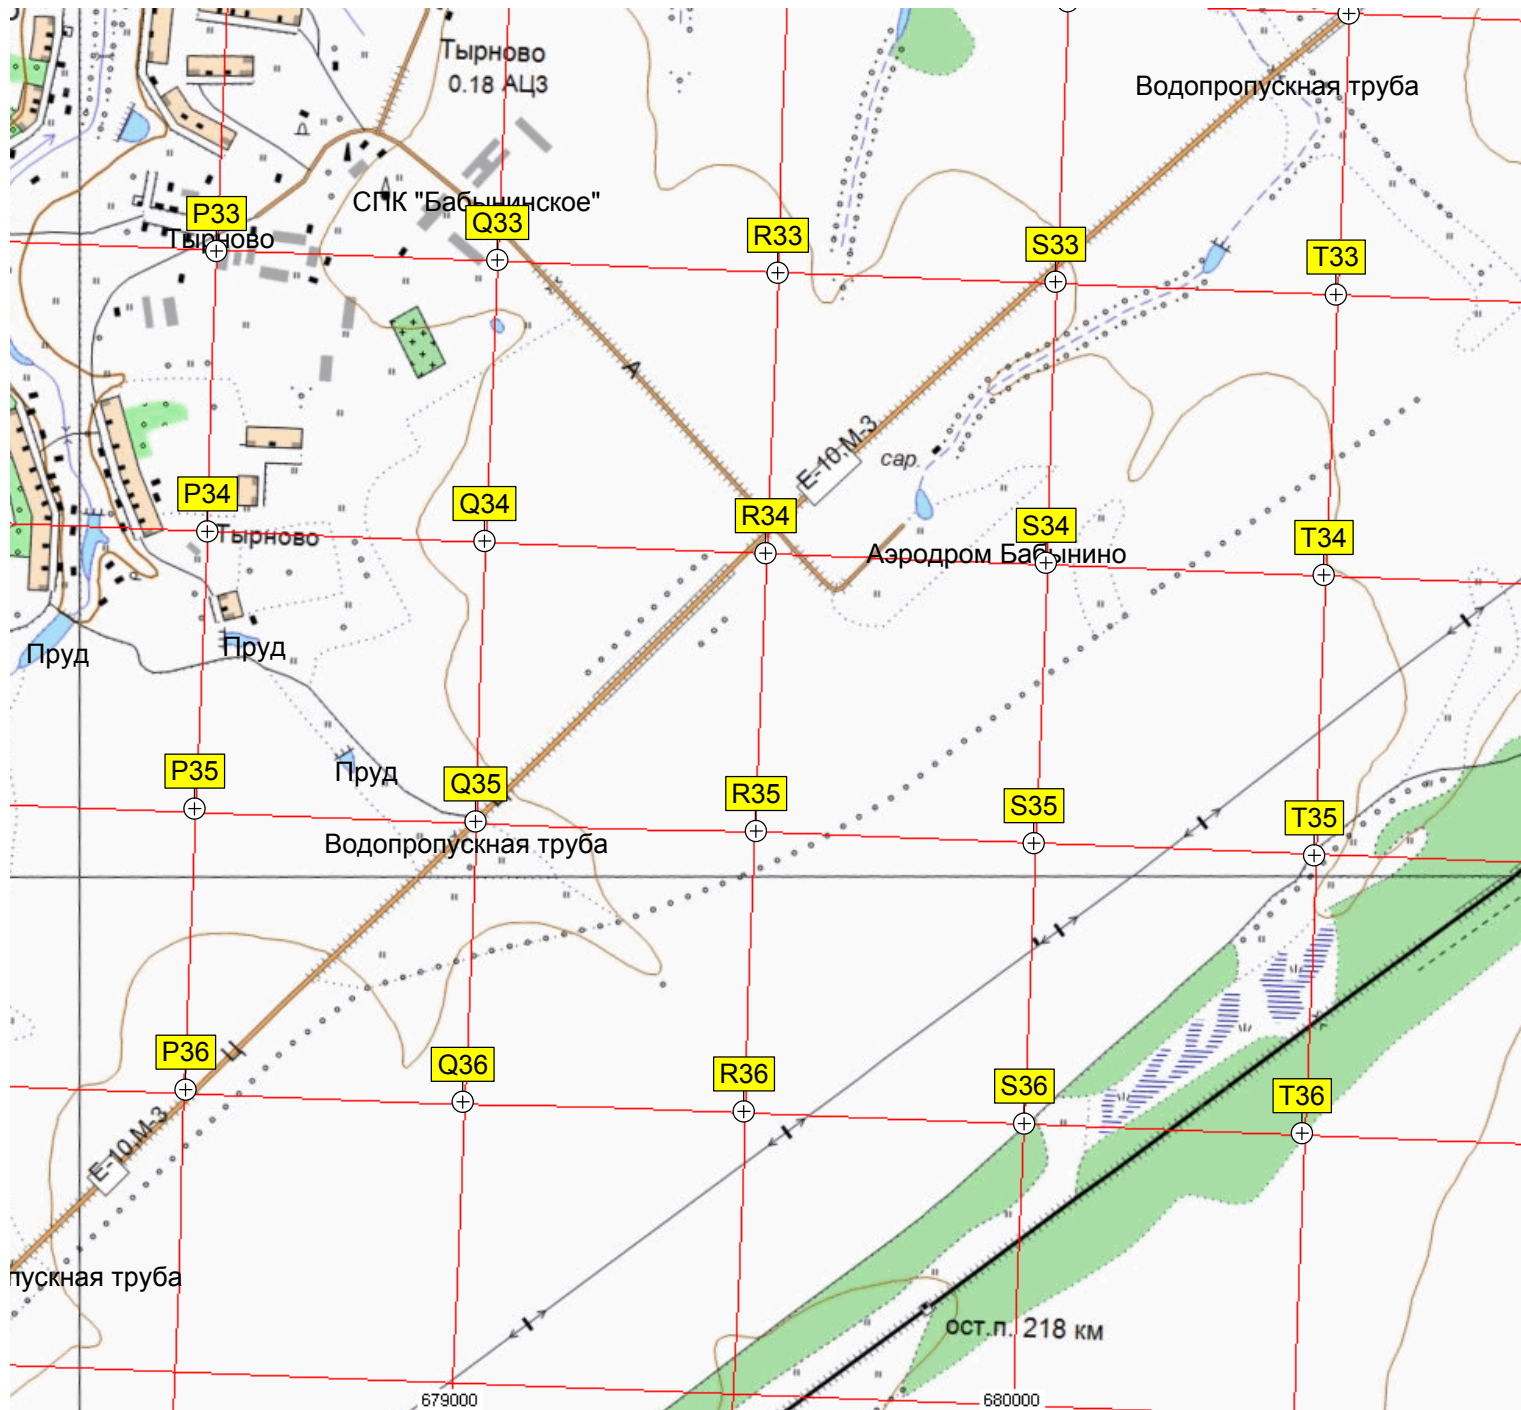 Тырново
0.18 АЦЗ
Водопропускная труба
СПК "Бабынинское"
P33
Q33
R33
S33
T33
Тырново
А
Е-10,М-3
сар.
P34
Q34
R34
S34
T34
Тырново
Аэродром Бабынино
Пруд
Пруд
Пруд
P35
Q35
R35
S35
T35
Водопропускная труба
Ц
P36
Q36
R36
S36
T36
Е-10,М-3
пускная труба
ост.п. 218 км
679000
680000